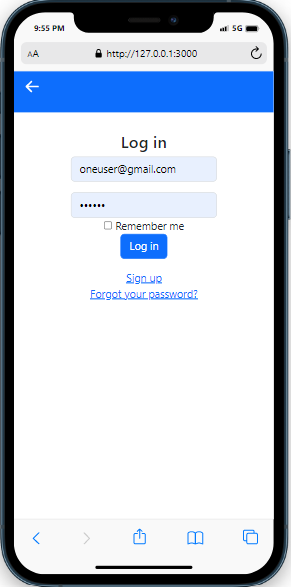 9:55 PM 5G
AA http://127.0.0.1:3000
Log in
oneuser@gmail.com
••••••
Remember me
Log in
Sign up
Forgot your password?